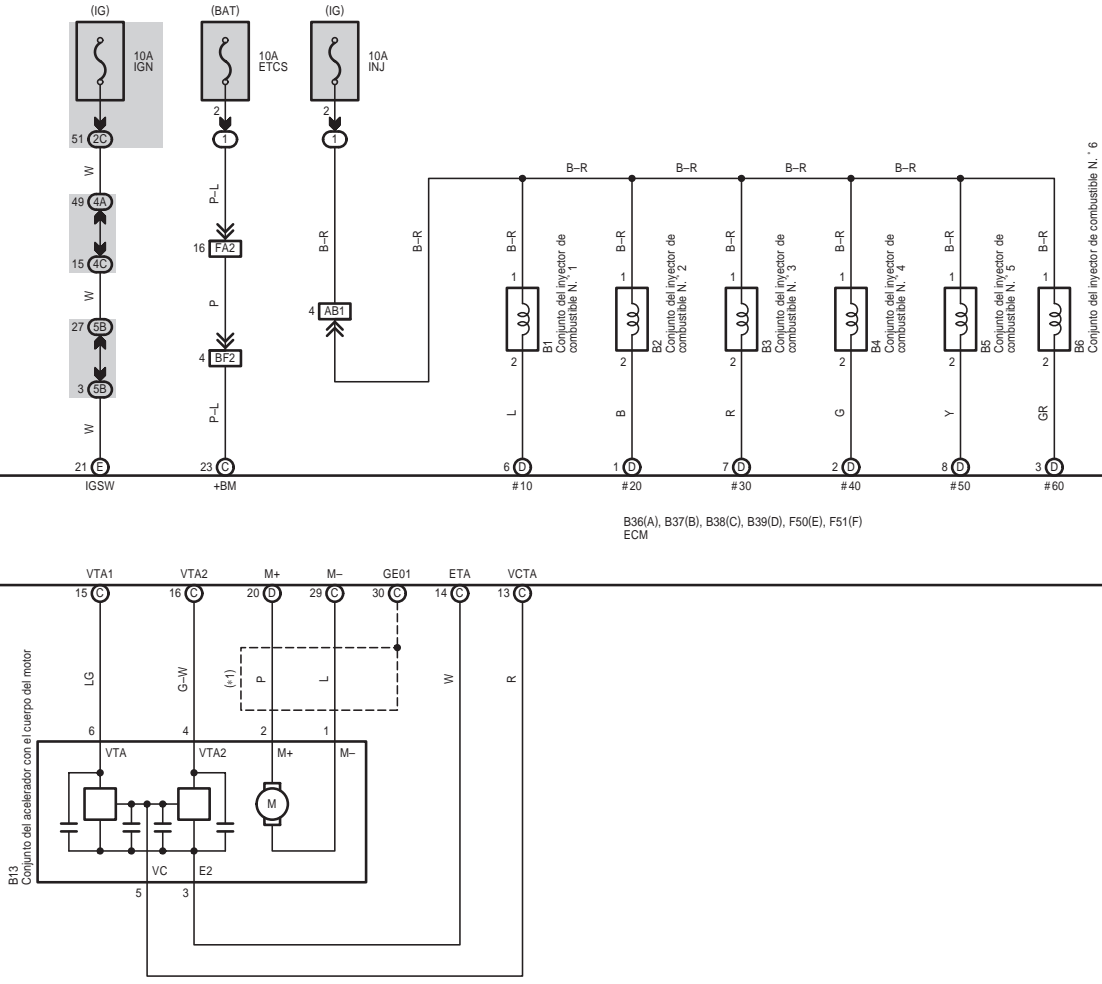 (IG)
(BAT)
(IG)
10A
IGN
10A
ETCS
10A
INJ
2
2
51 2C
1
1
W
49 4A
15 4C
W
27 5B
3 5B
W
21 E
IGSW
P–L
16 FA2
P
4 BF2
P–L
23 C
+BM
B–R
4 AB1
B–R
B–R
B–R
B–R
B–R
B–R
B–R
B–R
B–R
B–R
B–R
1
1
1
1
1
1
B1
Conjunto del inyector de
combustible N.˚ 1
B2
Conjunto del inyector de
combustible N.˚ 2
B3
Conjunto del inyector de
combustible N.˚ 3
B4
Conjunto del inyector de
combustible N.˚ 4
B5
Conjunto del inyector de
combustible N.˚ 5
B6
Conjunto del inyector de combustible N.˚ 6
2
2
2
2
2
2
L
B
R
G
Y
GR
6 D
1 D
7 D
2 D
8 D
3 D
#10
#20
#30
#40
#50
#60
B36(A), B37(B), B38(C), B39(D), F50(E), F51(F)
ECM
VTA1
VTA2
M+
M–
GE01
ETA
VCTA
15 C
16 C
20 D
29 C
30 C
14 C
13 C
LG
G–W
(*1)
P
L
W
R
6
4
2
1
VTA
VTA2
M+
M–
M
VC
E2
5
3
B13
Conjunto del acelerador con el cuerpo del motor